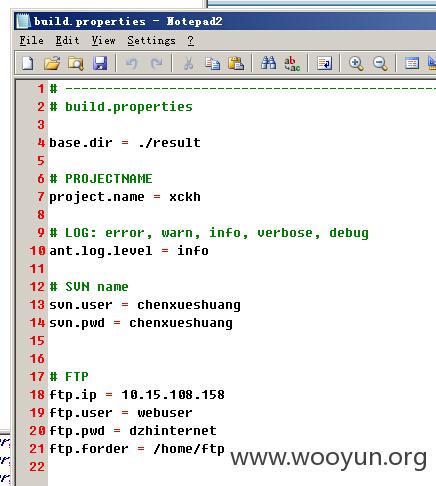 build.properties - Notepad2
File Edit View Settings ?
1 # ----------------------------------------
2 # build.properties
3
4 base.dir = ./result
5
6 # PROJECTNAME
7 project.name = xckh
8
9 # LOG: error, warn, info, verbose, debug
10 ant.log.level = info
11
12 # SVN name
13 svn.user = chenxueshuang
14 svn.pwd = chenxueshuang
15
16
17 # FTP
18 ftp.ip = 10.15.108.158
19 ftp.user = webuser
20 ftp.pwd = dzhinternet
21 ftp.forder = /home/ftp
22
www.wooyun.org